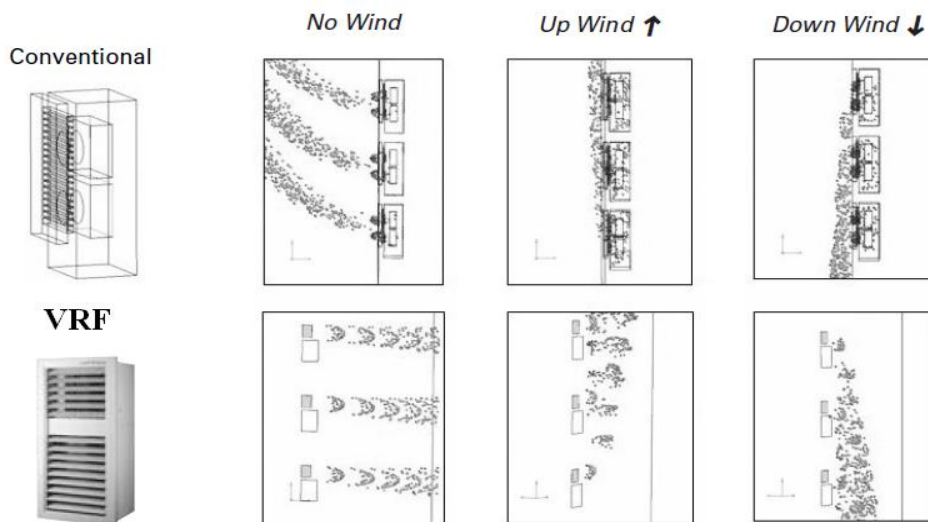 No Wind
Up Wind ↑
Down Wind ↓
Conventional
VRF